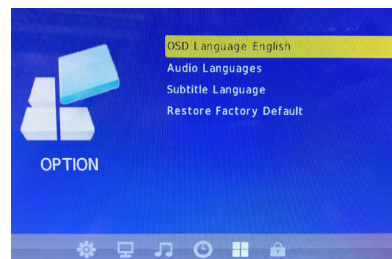 OSD Language English
Audio Languages
Subtitle Language
Restore Factory Default
OPTION